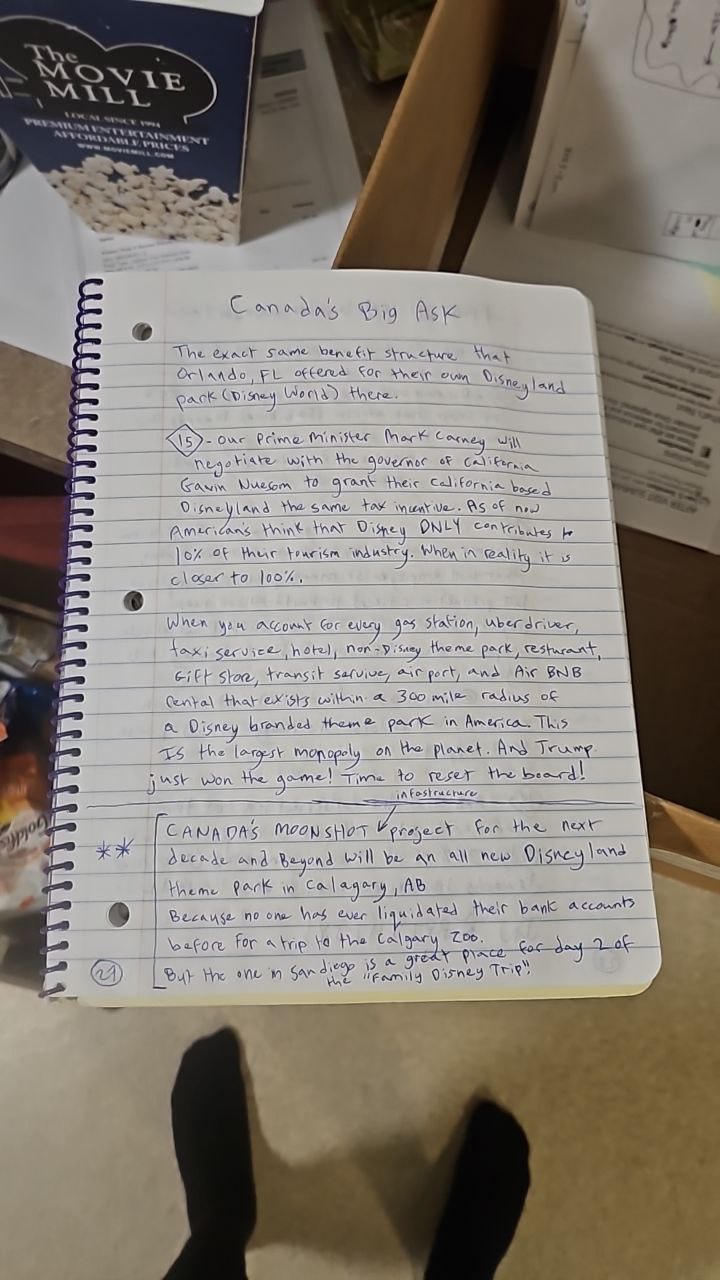 The
MOVIE
MILL
LOCAL SINCE 1994
PREMIUM ENTERTAINMENT
AFFORDABLE PRICES
WWW.MOVIEMILL.COM
Canada's Big Ask
The exact same benefit structure that
Orlando, FL offered for their own Disneyland
park (Disney World) there.
15 - Our Prime Minister Mark Carney will
negotiate with the governor of California
Gavin Nuesom to grant their California based
Disneyland the same tax incentive. As of now
American's think that Disney ONLY contributes to
10% of their tourism industry. When in reality it is
closer to 100%.
When you account for every gas station, uber driver,
taxi service, hotel, non-Disney theme park, resturant,
Gift store, transit servive, air port, and Air BNB
rental that exists within a 300 mile radius of
a Disney branded theme park in America. This
Is the largest monopoly on the planet. And Trump
just won the game! Time to reset the board!
infastructure
** CANADA'S MOONSHOT project for the next
decade and Beyond will be an all new Disneyland
theme park in Calagary, AB
Because no one has ever liquidated their bank accounts
before for a trip to the Calgary Zoo.
But the one in San diego is a great place for day 2 of
the "Family Disney Trip"!
21
Goldfis